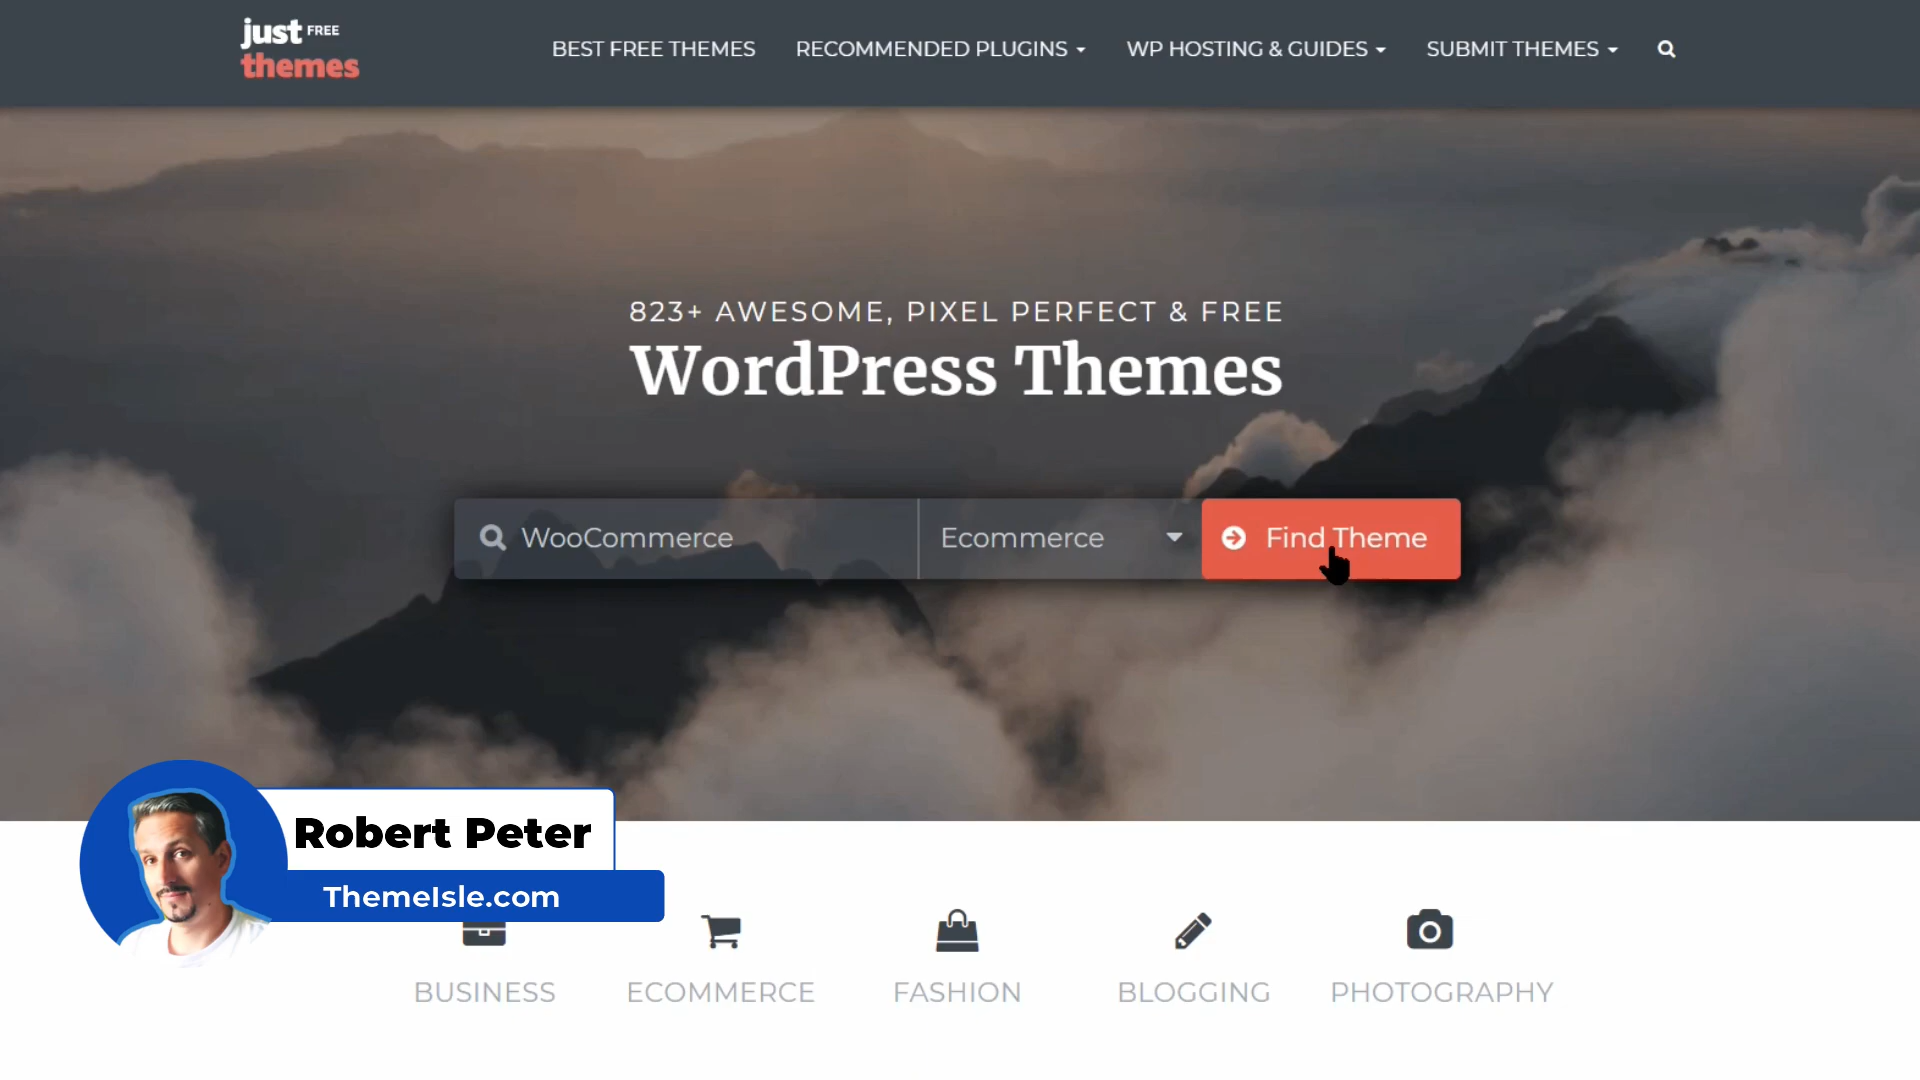 just FREE
themes
BEST FREE THEMES
RECOMMENDED PLUGINS
WP HOSTING & GUIDES
SUBMIT THEMES
823+ AWESOME, PIXEL PERFECT & FREE
WordPress Themes
WooCommerce
Ecommerce
Find Theme
Robert Peter
ThemeIsle.com
BUSINESS
ECOMMERCE
FASHION
BLOGGING
PHOTOGRAPHY